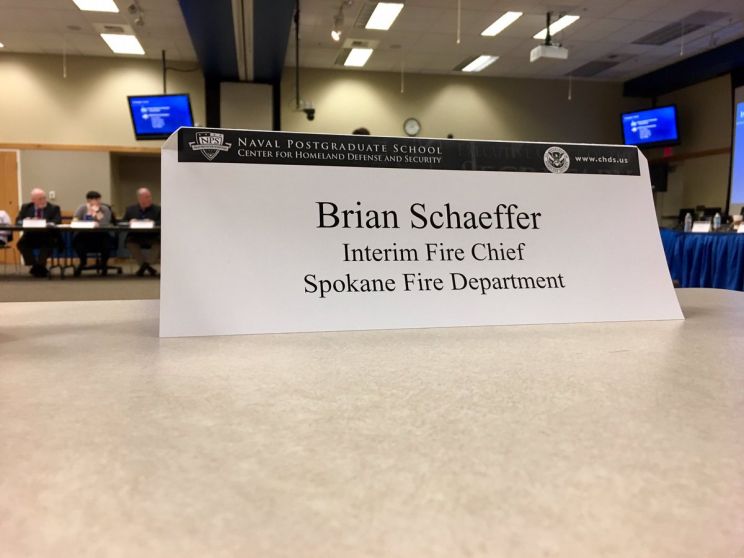 NPS
NAVAL POSTGRADUATE SCHOOL
CENTER FOR HOMELAND DEFENSE AND SECURITY
www.chds.us
Brian Schaeffer
Interim Fire Chief
Spokane Fire Department